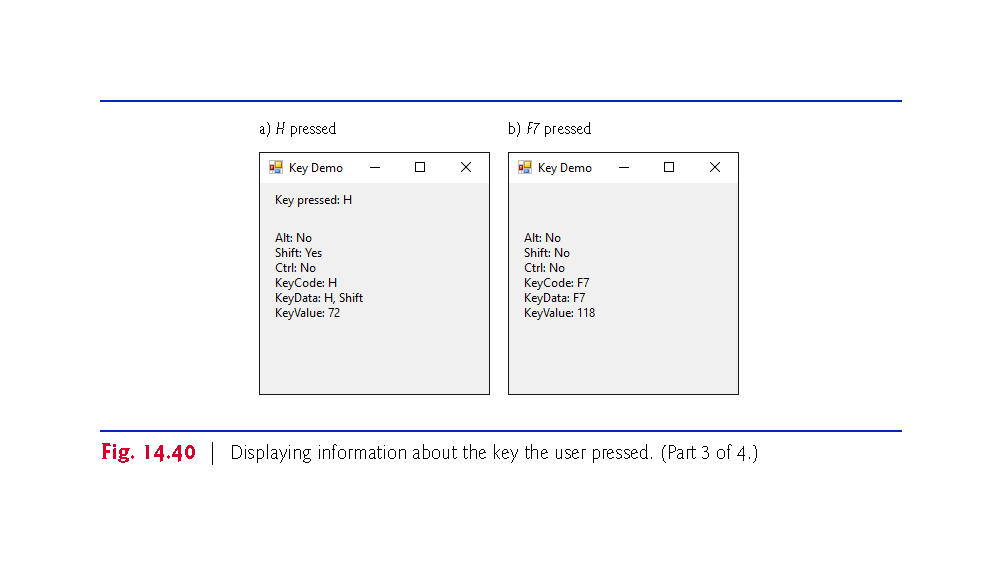 a) H pressed
Key Demo
Key pressed: H
Alt: No
Shift: Yes
Ctrl: No
KeyCode: H
KeyData: H, Shift
KeyValue: 72
b) F7 pressed
Key Demo
Alt: No
Shift: No
Ctrl: No
KeyCode: F7
KeyData: F7
KeyValue: 118
Fig. 14.40 | Displaying information about the key the user pressed. (Part 3 of 4.)